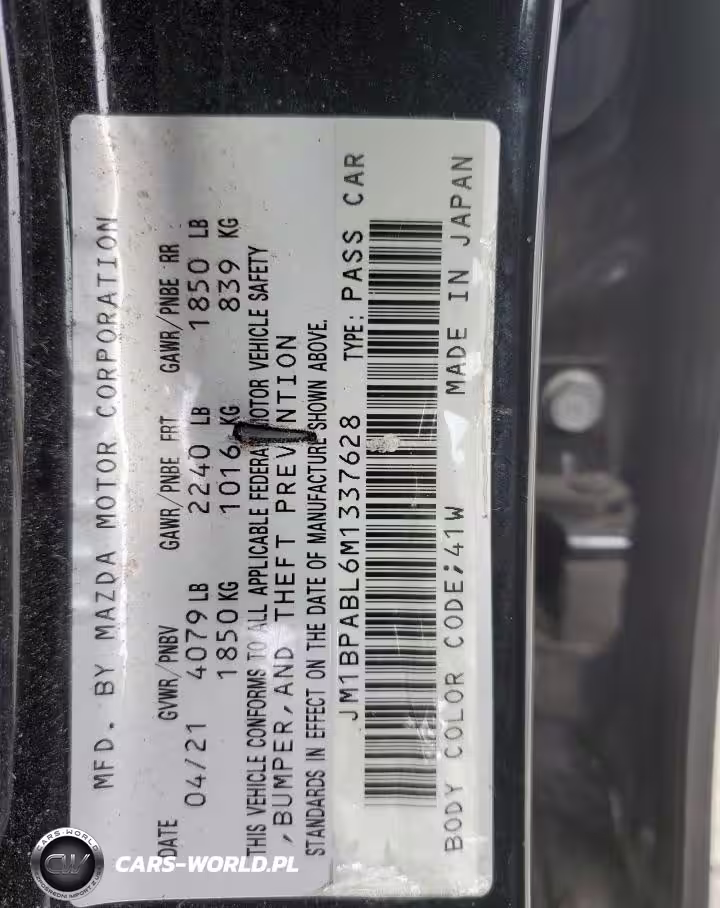 MFD. BY MAZDA MOTOR CORPORATION
DATE GVWR/PNBV GAWR/PNBE FRT GAWR/PNBE RR
04/21 4079 LB 2240 LB 1850 LB
1850 KG 1016 KG 839 KG
THIS VEHICLE CONFORMS TO ALL APPLICABLE FEDERAL MOTOR VEHICLE SAFETY
,BUMPER,AND THEFT PREVENTION
STANDARDS IN EFFECT ON THE DATE OF MANUFACTURE SHOWN ABOVE.
JM1BPABL6M1337628 TYPE: PASS CAR
BODY COLOR CODE;41W MADE IN JAPAN
CARS-WORLD
CW
CARS-WORLD.PL